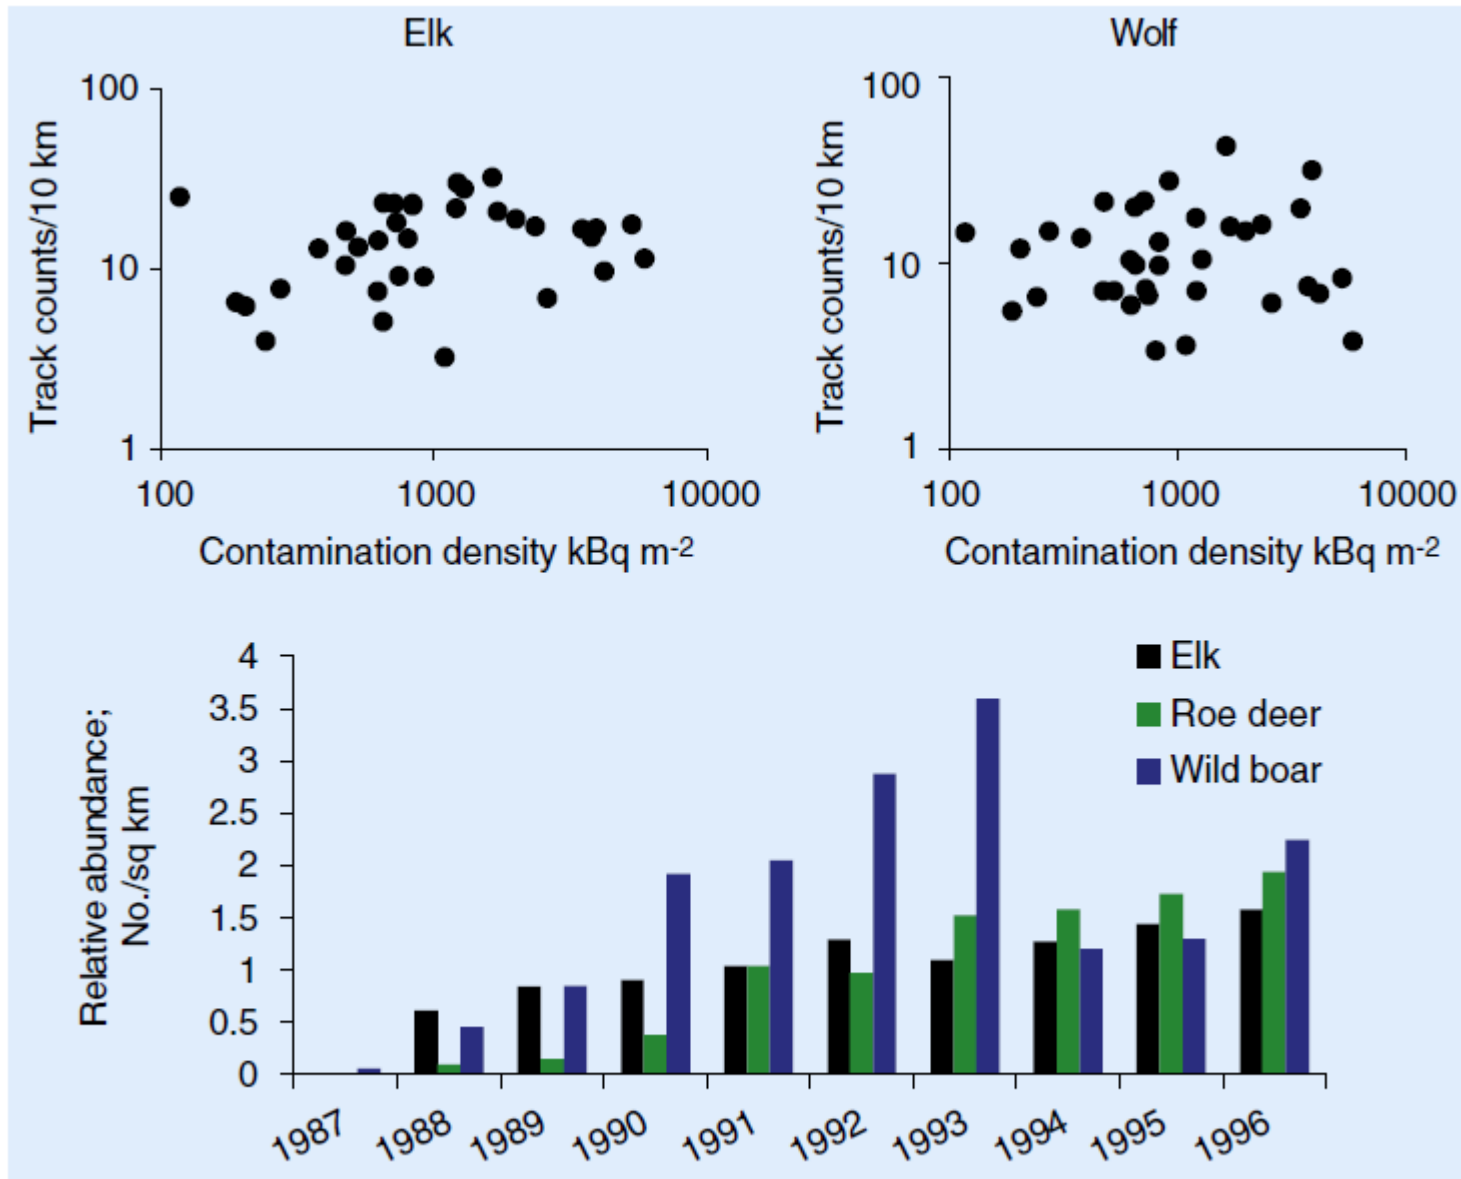 Elk
Wolf
100
10
1
Track counts/10 km
100
1000
10000
Contamination density kBq m-2
100
10
1
Track counts/10 km
100
1000
10000
Contamination density kBq m-2
Elk
Roe deer
Wild boar
4
3.5
3
2.5
2
1.5
1
0.5
0
Relative abundance;
No./sq km
1987
1988
1989
1990
1991
1992
1993
1994
1995
1996